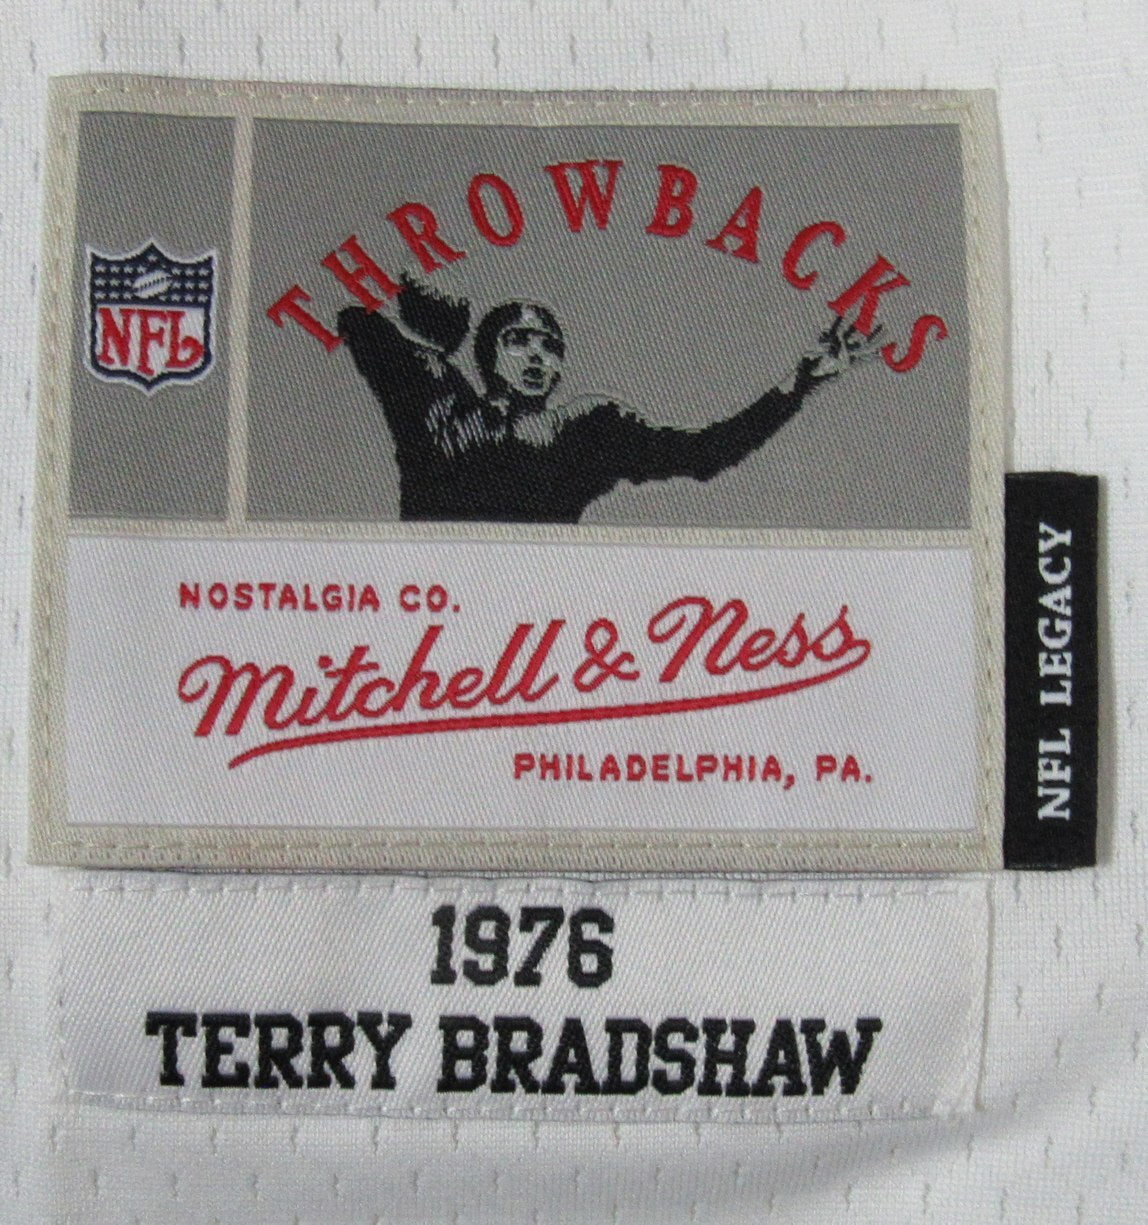 THROWBACKS
NFL
NOSTALGIA CO.
Mitchell & Ness
PHILADELPHIA, PA.
NFL LEGACY
1976
TERRY BRADSHAW